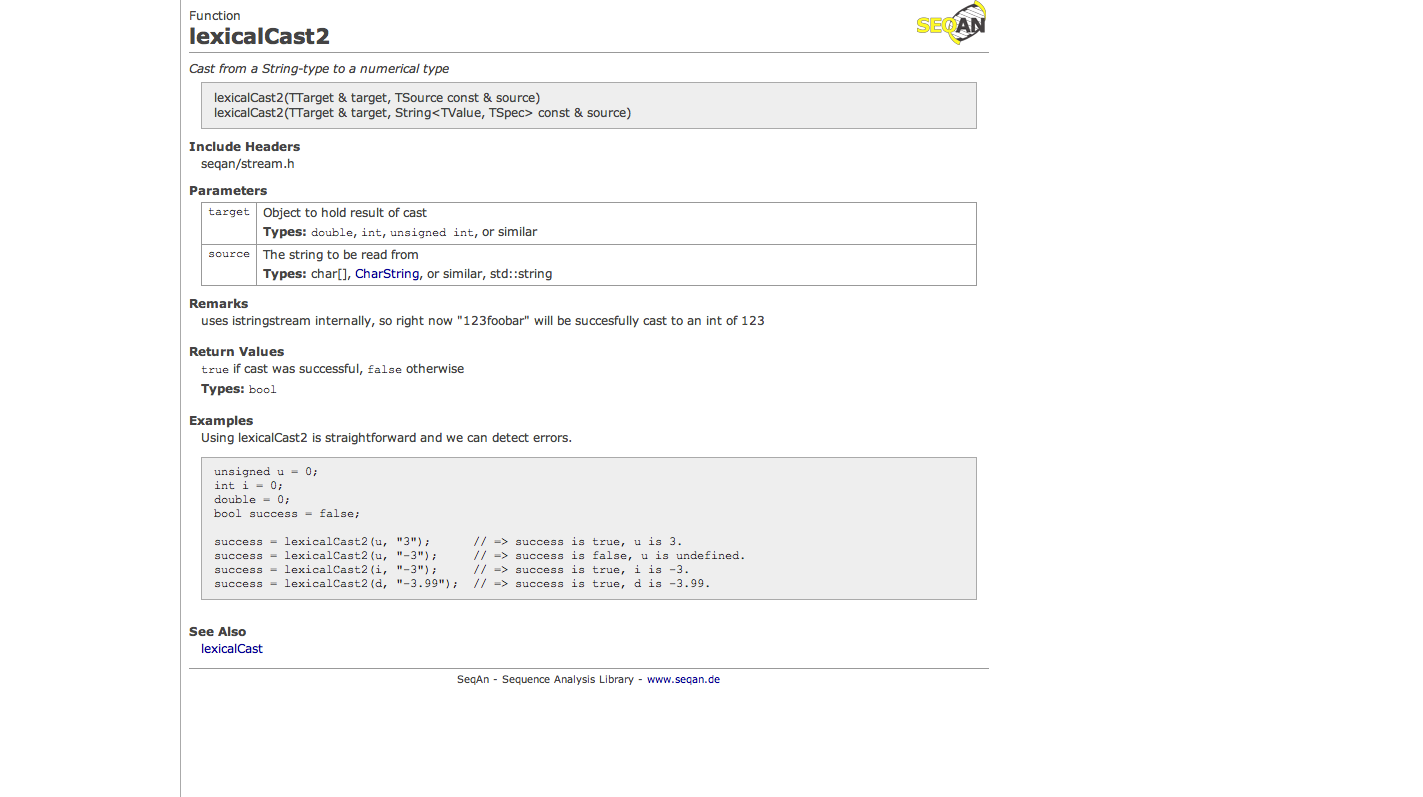 Function
lexicalCast2
SEQAN
Cast from a String-type to a numerical type
lexicalCast2(TTarget & target, TSource const & source)
lexicalCast2(TTarget & target, String<TValue, TSpec> const & source)
Include Headers
seqan/stream.h
Parameters
target Object to hold result of cast
Types: double, int, unsigned int, or similar
source The string to be read from
Types: char[], CharString, or similar, std::string
Remarks
uses istringstream internally, so right now "123foobar" will be succesfully cast to an int of 123
Return Values
true if cast was successful, false otherwise
Types: bool
Examples
Using lexicalCast2 is straightforward and we can detect errors.
unsigned u = 0;
int i = 0;
double = 0;
bool success = false;
success = lexicalCast2(u, "3");      // => success is true, u is 3.
success = lexicalCast2(u, "-3");     // => success is false, u is undefined.
success = lexicalCast2(i, "-3");     // => success is true, i is -3.
success = lexicalCast2(d, "-3.99");  // => success is true, d is -3.99.
See Also
lexicalCast
SeqAn - Sequence Analysis Library - www.seqan.de